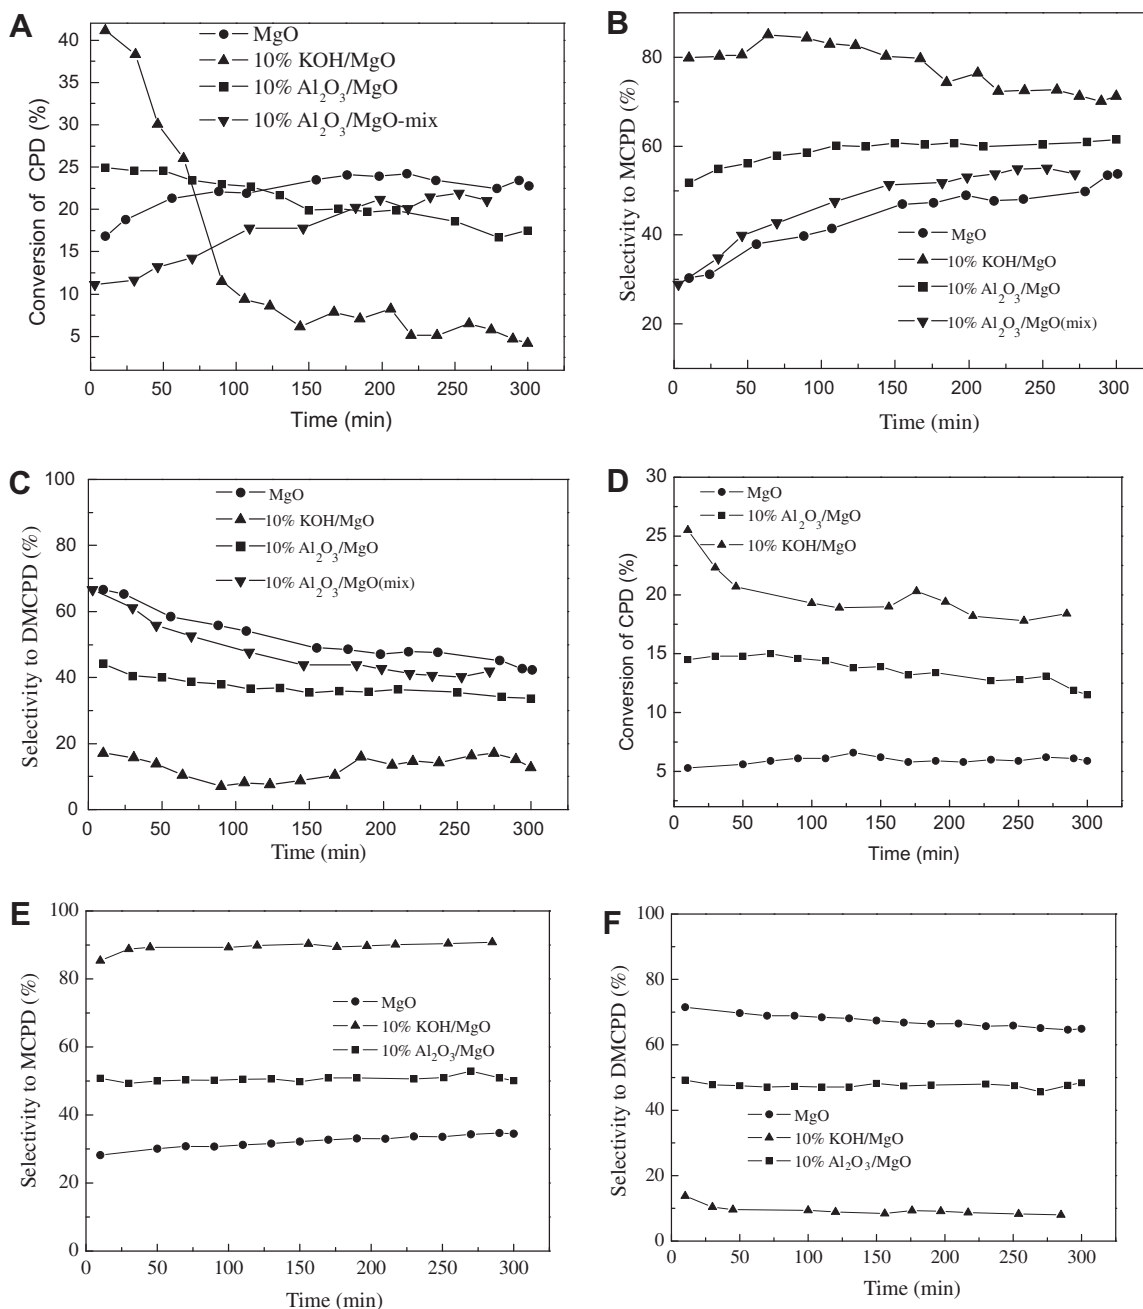 A
MgO
10% KOH/MgO
10% Al2O3/MgO
10% Al2O3/MgO-mix
Conversion of CPD (%)
40
35
30
25
20
15
10
5
0 50 100 150 200 250 300
Time (min)
B
Selectivity to MCPD (%)
80
60
40
20
MgO
10% KOH/MgO
10% Al2O3/MgO
10% Al2O3/MgO(mix)
0 50 100 150 200 250 300
Time (min)
C
Selectivity to DMCPD (%)
100
80
60
40
20
0
MgO
10% KOH/MgO
10% Al2O3/MgO
10% Al2O3/MgO(mix)
0 50 100 150 200 250 300
Time (min)
D
Conversion of CPD (%)
30
25
20
15
10
5
MgO
10% Al2O3/MgO
10% KOH/MgO
0 50 100 150 200 250 300
Time (min)
E
Selectivity to MCPD (%)
100
80
60
40
20
0
MgO
10% KOH/MgO
10% Al2O3/MgO
0 50 100 150 200 250 300
Time (min)
F
Selectivity to DMCPD (%)
100
80
60
40
20
0
MgO
10% KOH/MgO
10% Al2O3/MgO
0 50 100 150 200 250 300
Time (min)